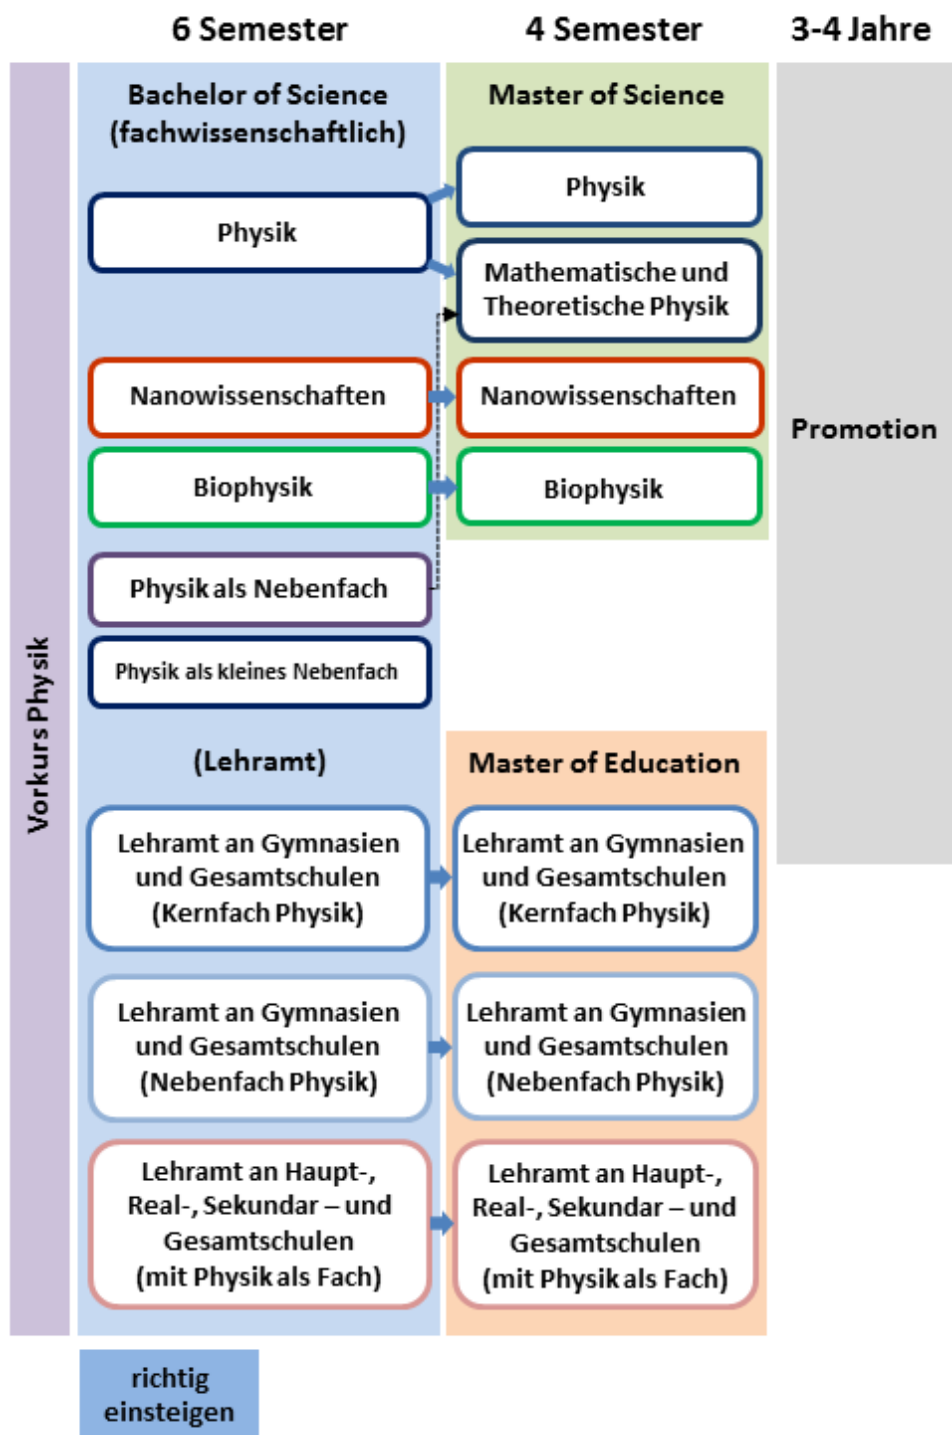 6 Semester
4 Semester
3-4 Jahre
Vorkurs Physik
Bachelor of Science
(fachwissenschaftlich)
Physik
Nanowissenschaften
Biophysik
Physik als Nebenfach
Physik als kleines Nebenfach
(Lehramt)
Lehramt an Gymnasien
und Gesamtschulen
(Kernfach Physik)
Lehramt an Gymnasien
und Gesamtschulen
(Nebenfach Physik)
Lehramt an Haupt-,
Real-, Sekundar – und
Gesamtschulen
(mit Physik als Fach)
Master of Science
Physik
Mathematische und
Theoretische Physik
Nanowissenschaften
Biophysik
Master of Education
Lehramt an Gymnasien
und Gesamtschulen
(Kernfach Physik)
Lehramt an Gymnasien
und Gesamtschulen
(Nebenfach Physik)
Lehramt an Haupt-,
Real-, Sekundar – und
Gesamtschulen
(mit Physik als Fach)
Promotion
richtig
einsteigen